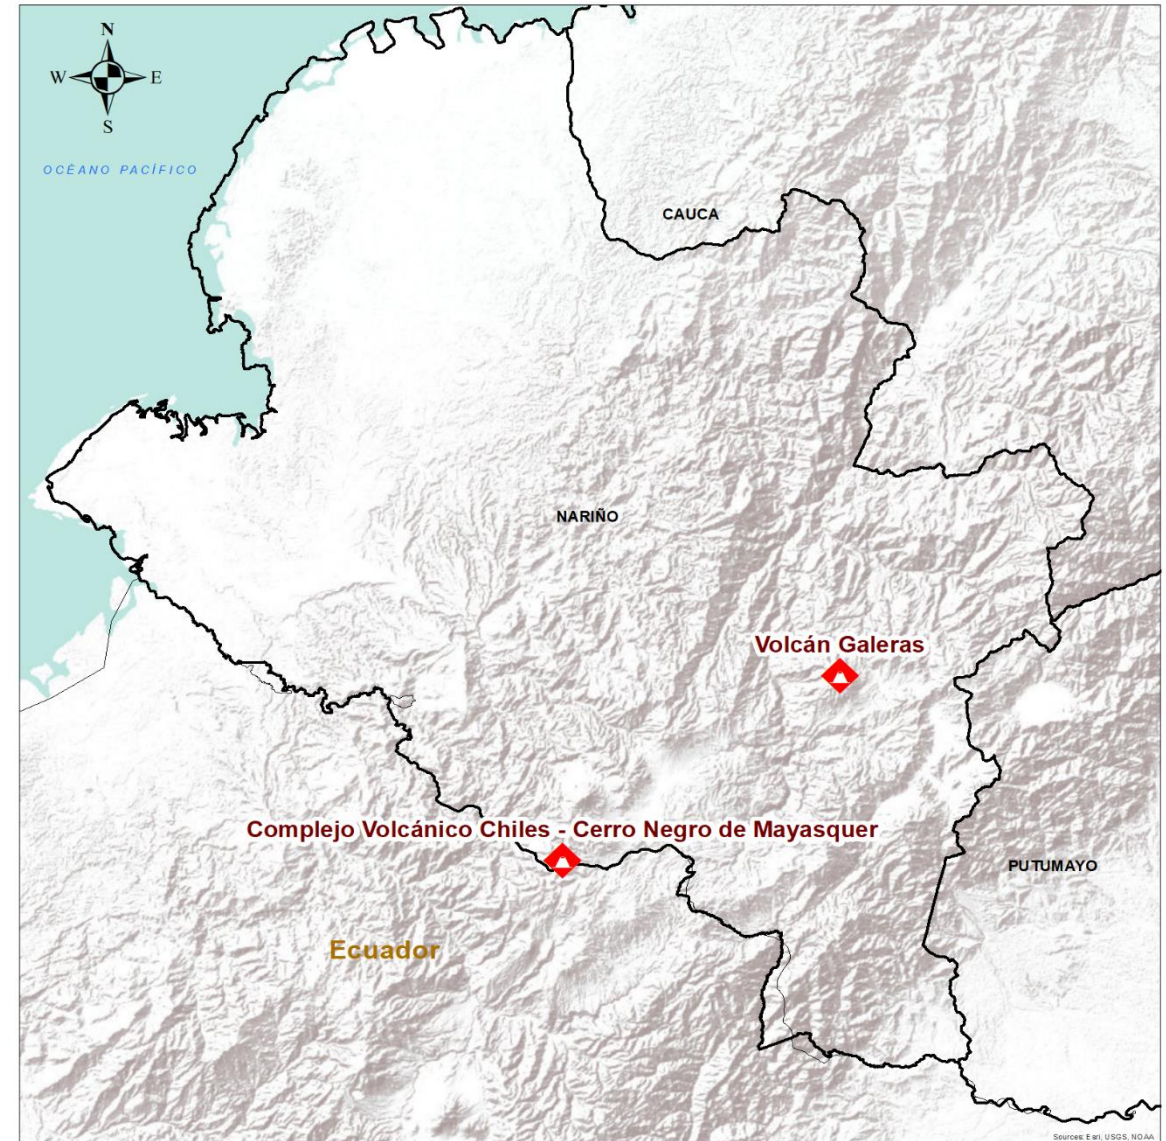 N
W E
S
OCÉANO PACÍFICO
CAUCA
NARIÑO
Volcán Galeras
Complejo Volcánico Chiles - Cerro Negro de Mayasquer
PUTUMAYO
Ecuador
Sources: Esri, USGS, NOAA